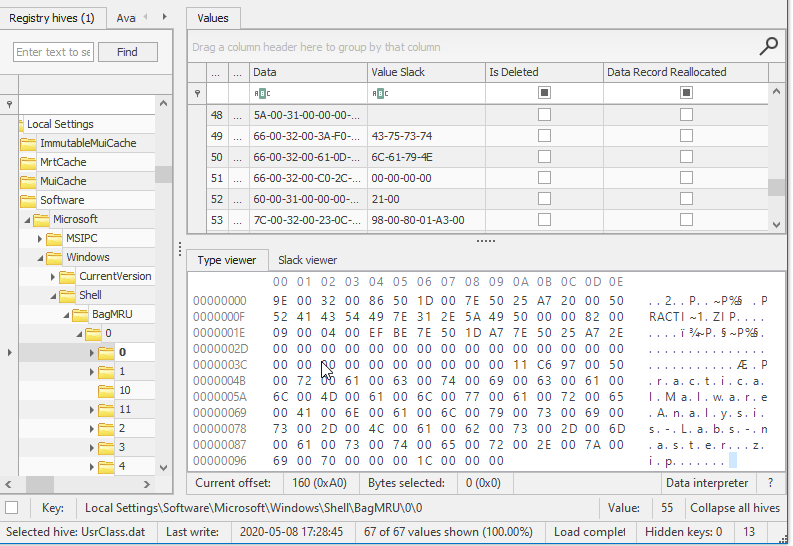 Registry hives (1) Ava
Enter text to se Find
Local Settings
ImmutableMuiCache
MrtCache
MuiCache
Software
Microsoft
MSIPC
Windows
CurrentVersion
Shell
BagMRU
0
0
1
10
11
2
3
4
Values
Drag a column header here to group by that column
... ... Data Value Slack Is Deleted Data Record Reallocated
48 ... 5A-00-31-00-00-00-...
49 ... 66-00-32-00-3A-F0-... 43-75-73-74
50 ... 66-00-32-00-61-0D-... 6C-61-79-4E
51 ... 66-00-32-00-C0-2C-... 00-00-00-00
52 ... 60-00-31-00-00-00-... 21-00
53 ... 7C-00-32-00-23-0C-... 98-00-80-01-A3-00
Type viewer Slack viewer
00 01 02 03 04 05 06 07 08 09 0A 0B 0C 0D 0E
00000000 9E 00 32 00 86 50 1D 00 7E 50 25 A7 20 00 50 ..2..P..~P%§ .P
0000000F 52 41 43 54 49 7E 31 2E 5A 49 50 00 00 82 00 RACTI~1.ZIP....
0000001E 09 00 04 00 EF BE 7E 50 1D A7 7E 50 25 A7 2E ....ï¾~P.§~P%§.
0000002D 00 00 00 00 00 00 00 00 00 00 00 00 00 00 00 ...............
0000003C 00 00 00 00 00 00 00 00 00 11 C6 97 00 50 ..........Æ.P
0000004B 00 72 00 61 00 63 00 74 00 69 00 63 00 61 00 .r.a.c.t.i.c.a.
0000005A 6C 00 4D 00 61 00 6C 00 77 00 61 00 72 00 65 l.M.a.l.w.a.r.e
00000069 00 41 00 6E 00 61 00 6C 00 79 00 73 00 69 00 .A.n.a.l.y.s.i.
00000078 73 00 2D 00 4C 00 61 00 62 00 73 00 2D 00 6D s.-.L.a.b.s.-.m
00000087 00 61 00 73 00 74 00 65 00 72 00 2E 00 7A 00 .a.s.t.e.r...z.
00000096 69 00 70 00 00 00 1C 00 00 00 i.p.......
Current offset: 160 (0xA0) Bytes selected: 0 (0x0) Data interpreter ?
Key: Local Settings\Software\Microsoft\Windows\Shell\BagMRU\0\0 Value: 55 Collapse all hives
Selected hive: UsrClass.dat Last write: 2020-05-08 17:28:45 67 of 67 values shown (100.00%) Load complet Hidden keys: 0 13